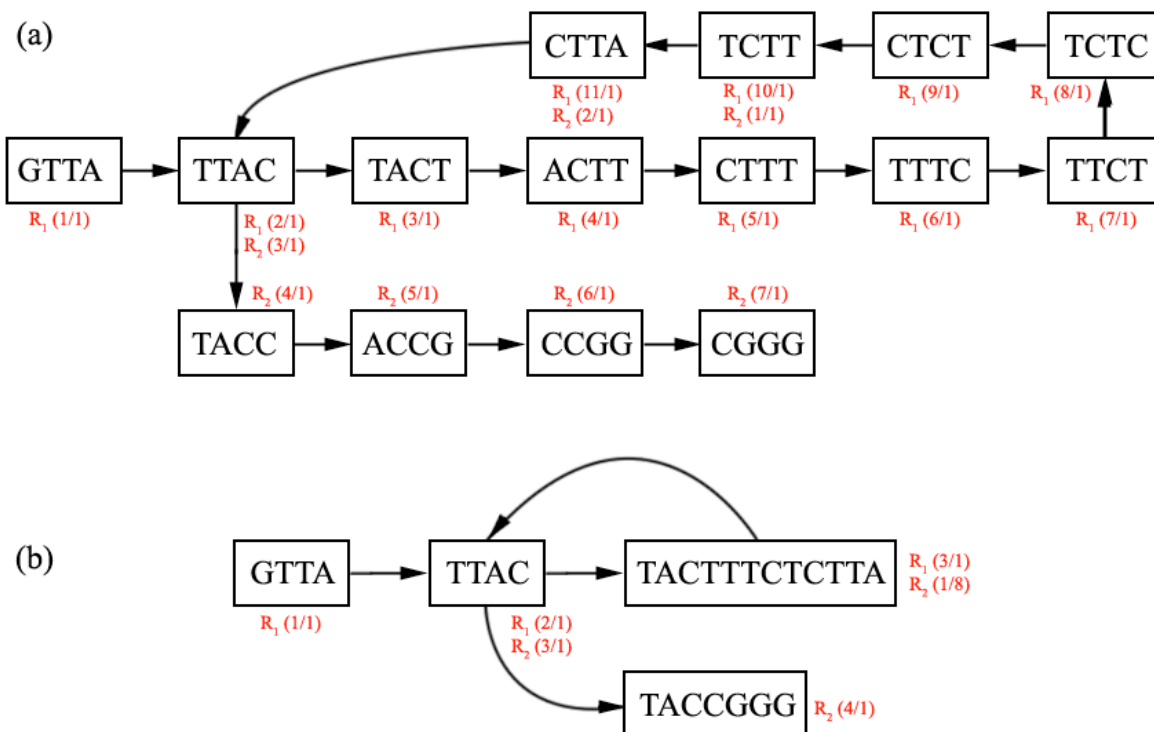 (a)
CTTA TCTT CTCT TCTC
R1 (11/1) R1 (10/1) R1 (9/1) R1 (8/1)
R2 (2/1) R2 (1/1)
GTTA TTAC TACT ACTT CTTT TTTC TTCT
R1 (1/1) R1 (2/1) R1 (3/1) R1 (4/1) R1 (5/1) R1 (6/1) R1 (7/1)
R2 (3/1)
R2 (4/1) R2 (5/1) R2 (6/1) R2 (7/1)
TACC ACCG CCGG CGGG
(b)
GTTA TTAC TACTTTCTCTTA R1 (3/1)
R2 (1/8)
R1 (1/1) R1 (2/1)
R2 (3/1)
TACCGGG R2 (4/1)